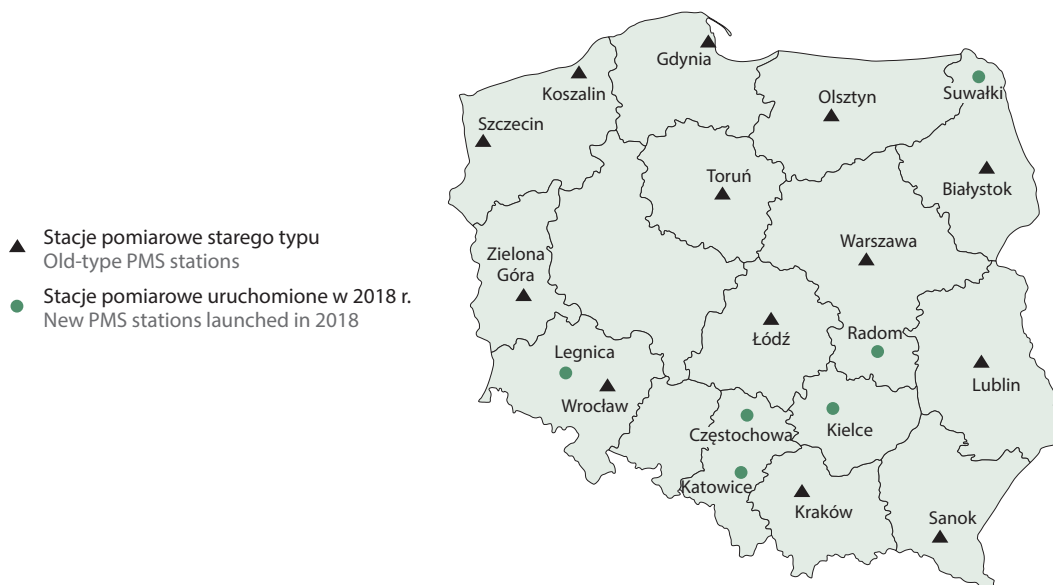 Stacje pomiarowe starego typu
Old-type PMS stations
Stacje pomiarowe uruchomione w 2018 r.
New PMS stations launched in 2018
Gdynia
Koszalin
Olsztyn
Suwałki
Szczecin
Toruń
Białystok
Warszawa
Zielona
Góra
Łódź
Radom
Legnica
Lublin
Wrocław
Częstochowa
Kielce
Katowice
Kraków
Sanok